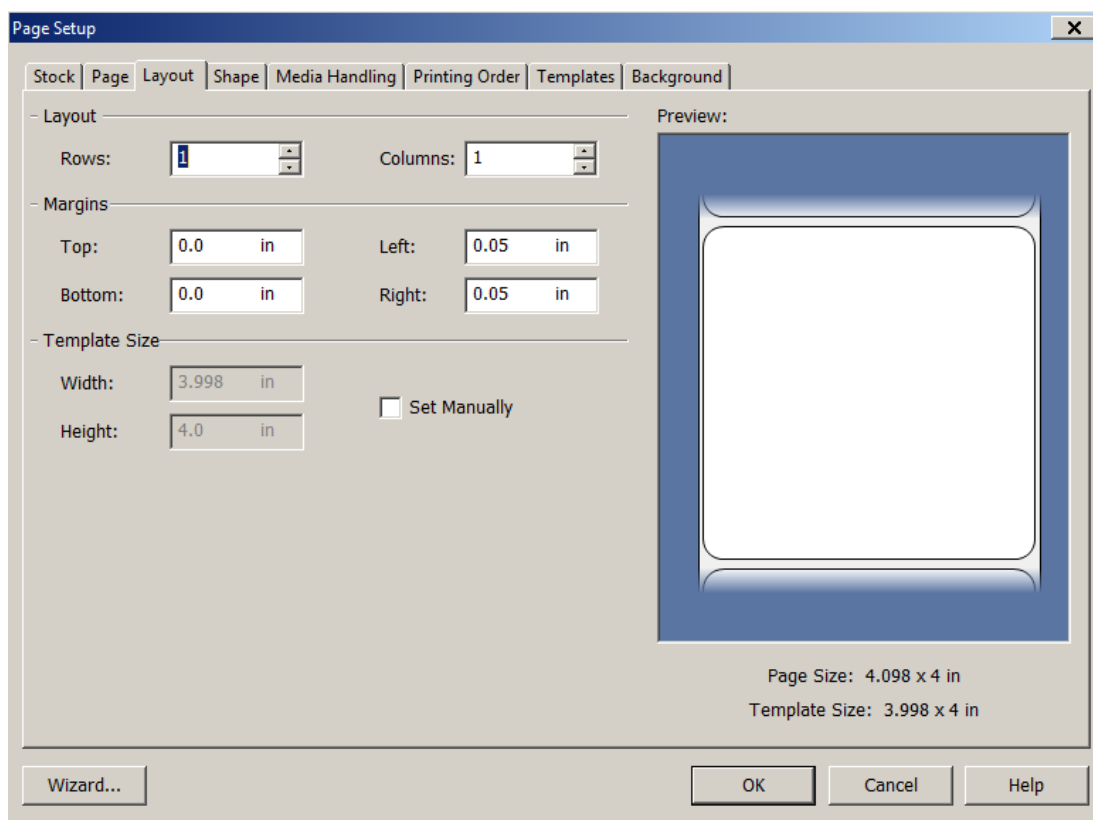 Page Setup
Stock Page Layout Shape Media Handling Printing Order Templates Background
Layout
Rows: 1 Columns: 1
Margins
Top: 0.0 in Left: 0.05 in
Bottom: 0.0 in Right: 0.05 in
Template Size
Width: 3.998 in
Set Manually
Height: 4.0 in
Preview:
Page Size: 4.098 x 4 in
Template Size: 3.998 x 4 in
Wizard... OK Cancel Help